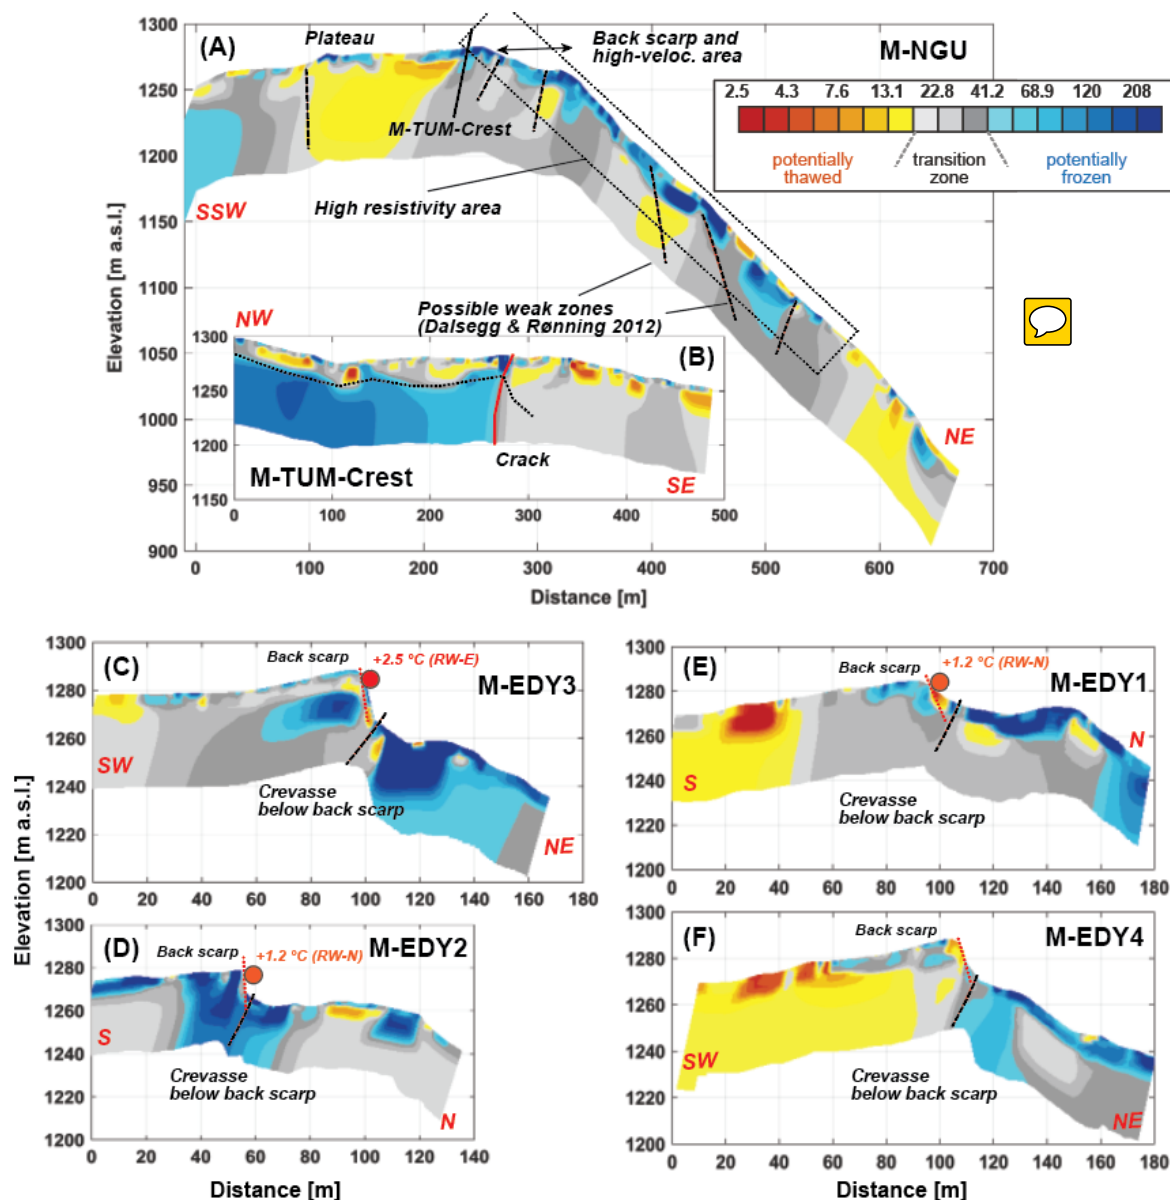 (A)
Plateau
Back scarp and
high-veloc. area
M-NGU
M-TUM-Crest
High resistivity area
SSW
NE
Possible weak zones
(Dalsegg & Rønning 2012)
2.5 4.3 7.6 13.1 22.8 41.2 68.9 120 208
potentially
thawed
transition
zone
potentially
frozen
Elevation [m a.s.l.]
1300
1250
1200
1150
1100
1050
1000
950
900
0 100 200 300 400 500 600 700
Distance [m]
NW
(B)
1300
1250
1200
1150
Crack
M-TUM-Crest
SE
0 100 200 300 400 500
(C)
Back scarp
+2.5 °C (RW-E)
M-EDY3
SW
Crevasse
below back scarp
NE
1300
1280
1260
1240
1220
1200
0 20 40 60 80 100 120 140 160 180
(E)
Back scarp
+1.2 °C (RW-N)
M-EDY1
N
S
Crevasse
below back scarp
1300
1280
1260
1240
1220
1200
0 20 40 60 80 100 120 140 160 180
Elevation [m a.s.l.]
(D)
Back scarp
+1.2 °C (RW-N)
M-EDY2
S
Crevasse
below back scarp
N
1300
1280
1260
1240
1220
1200
0 20 40 60 80 100 120 140
Distance [m]
(F)
Back scarp
M-EDY4
SW
Crevasse
below back scarp
NE
1300
1280
1260
1240
1220
1200
0 20 40 60 80 100 120 140 160 180
Distance [m]